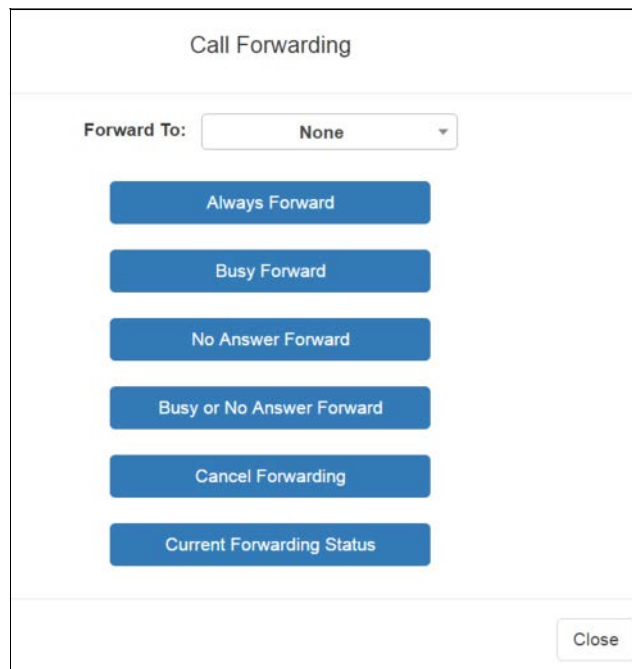 Call Forwarding
Forward To: None
Always Forward
Busy Forward
No Answer Forward
Busy or No Answer Forward
Cancel Forwarding
Current Forwarding Status
Close